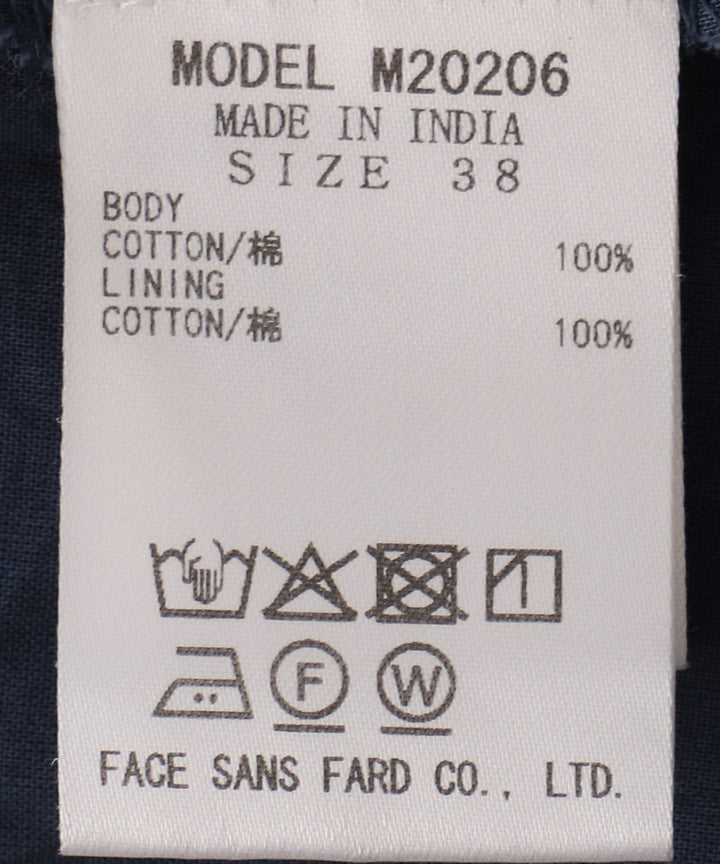 MODEL M20206
MADE IN INDIA
SIZE 38
BODY
COTTON/棉 100%
LINING
COTTON/棉 100%
F W
FACE SANS FARD CO., LTD.